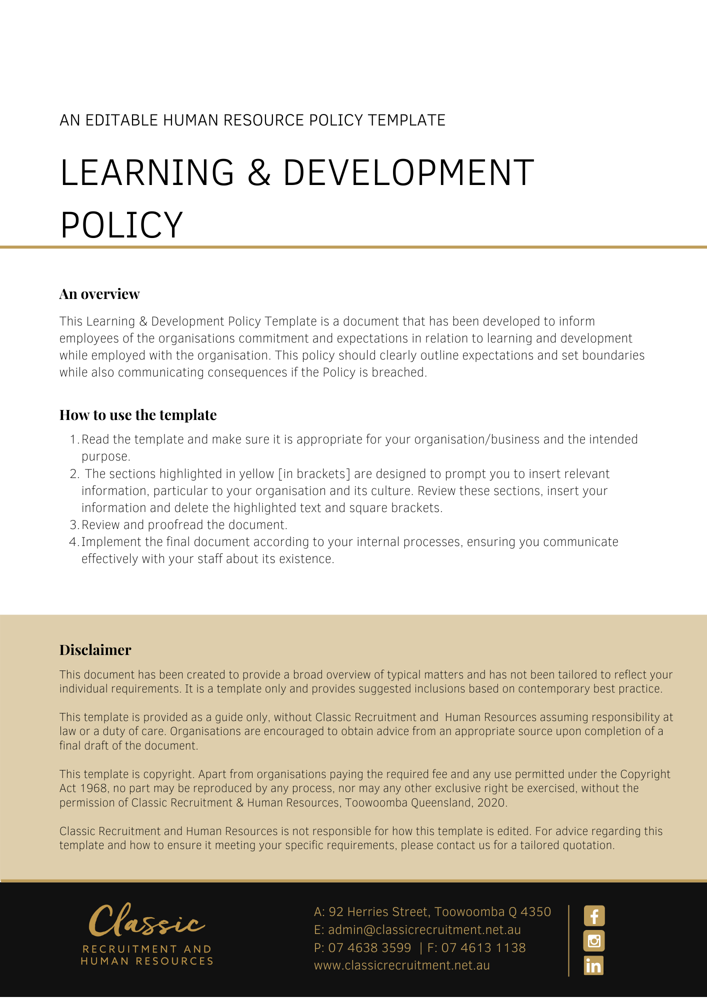 AN EDITABLE HUMAN RESOURCE POLICY TEMPLATE
LEARNING & DEVELOPMENT
POLICY
An overview
This Learning & Development Policy Template is a document that has been developed to inform
employees of the organisations commitment and expectations in relation to learning and development
while employed with the organisation. This policy should clearly outline expectations and set boundaries
while also communicating consequences if the Policy is breached.
How to use the template
1. Read the template and make sure it is appropriate for your organisation/business and the intended
purpose.
2. The sections highlighted in yellow [in brackets] are designed to prompt you to insert relevant
information, particular to your organisation and its culture. Review these sections, insert your
information and delete the highlighted text and square brackets.
3. Review and proofread the document.
4. Implement the final document according to your internal processes, ensuring you communicate
effectively with your staff about its existence.
Disclaimer
This document has been created to provide a broad overview of typical matters and has not been tailored to reflect your
individual requirements. It is a template only and provides suggested inclusions based on contemporary best practice.
This template is provided as a guide only, without Classic Recruitment and Human Resources assuming responsibility at
law or a duty of care. Organisations are encouraged to obtain advice from an appropriate source upon completion of a
final draft of the document.
This template is copyright. Apart from organisations paying the required fee and any use permitted under the Copyright
Act 1968, no part may be reproduced by any process, nor may any other exclusive right be exercised, without the
permission of Classic Recruitment & Human Resources, Toowoomba Queensland, 2020.
Classic Recruitment and Human Resources is not responsible for how this template is edited. For advice regarding this
template and how to ensure it meeting your specific requirements, please contact us for a tailored quotation.
Classic
RECRUITMENT AND
HUMAN RESOURCES
A: 92 Herries Street, Toowoomba Q 4350
E: admin@classicrecruitment.net.au
P: 07 4638 3599 | F: 07 4613 1138
www.classicrecruitment.net.au
f
in